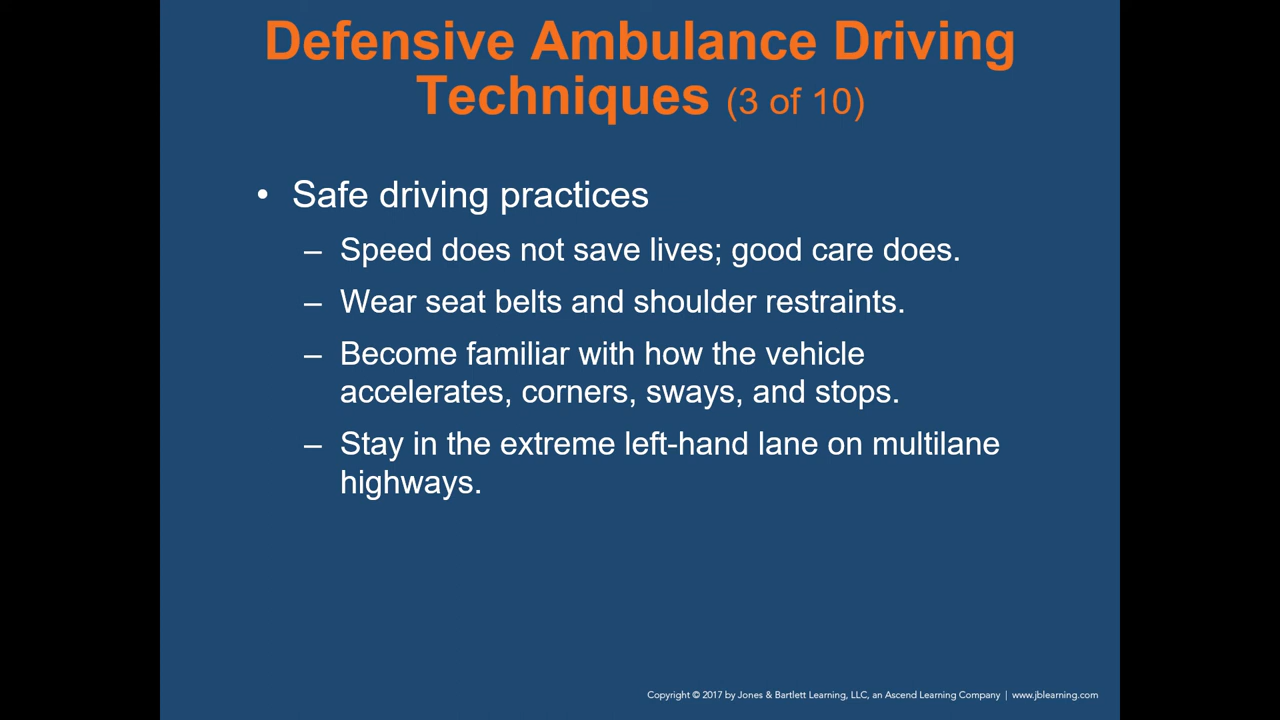 Defensive Ambulance Driving
Techniques (3 of 10)
• Safe driving practices
– Speed does not save lives; good care does.
– Wear seat belts and shoulder restraints.
– Become familiar with how the vehicle
accelerates, corners, sways, and stops.
– Stay in the extreme left-hand lane on multilane
highways.
Copyright © 2017 by Jones & Bartlett Learning, LLC, an Ascend Learning Company | www.jblearning.com